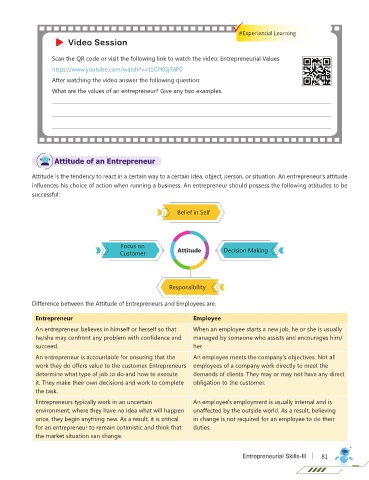 #Experiencial Learning
Video Session
Scan the QR code or visit the following link to watch the video: Entrepreneurial Values
After watching the video answer the following question:
What are the values of an entrepreneur? Give any two examples.
Attitude of an Entrepreneur
Attitude is the tendency to react in a certain way to a certain idea, object, person, or situation. An entrepreneur's attitude
influences his choice of action when running a business. An entrepreneur should possess the following attitudes to be
successful:
Belief in Self
Focus on
Customer
Attitude
Decision Making
Responsibility
Difference between the Attitude of Entrepreneurs and Employees are.
Entrepreneur
Employee
An entrepreneur believes in himself or herself so that
he/she may confront any problem with confidence and
succeed.
When an employee starts a new job, he or she is usually
managed by someone who assists and encourages him/
her.
An entrepreneur is accountable for ensuring that the
work they do offers value to the customer. Entrepreneurs
determine what type of job to do and how to execute
it. They make their own decisions and work to complete
the task.
An employee meets the company's objectives. Not all
employees of a company work directly to meet the
demands of clients. They may or may not have any direct
obligation to the customer.
Entrepreneurs typically work in an uncertain
environment, where they have no idea what will happen
once, they begin anything new. As a result, it is critical
for an entrepreneur to remain optimistic and think that
the market situation can change.
An employee's employment is usually internal and is
unaffected by the outside world. As a result, believing
in change is not required for an employee to do their
duties.
Entrepreneurial Skills-III
81